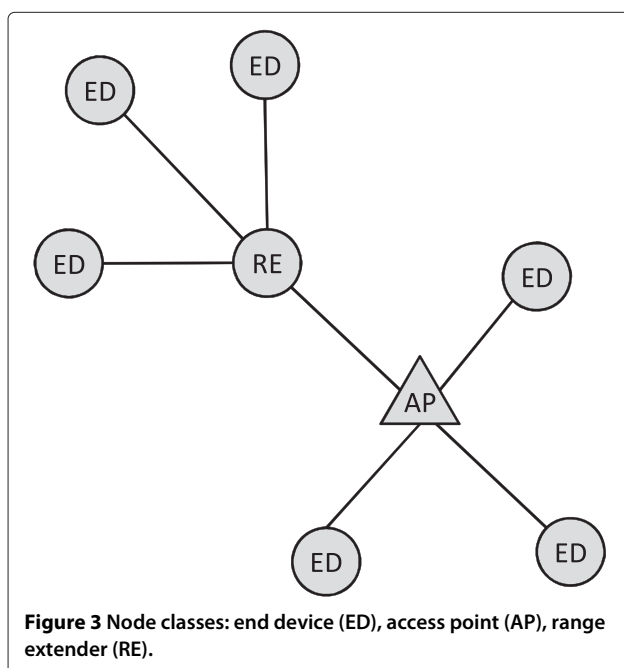 ED
ED
ED
RE
ED
AP
ED
ED
Figure 3 Node classes: end device (ED), access point (AP), range
extender (RE).